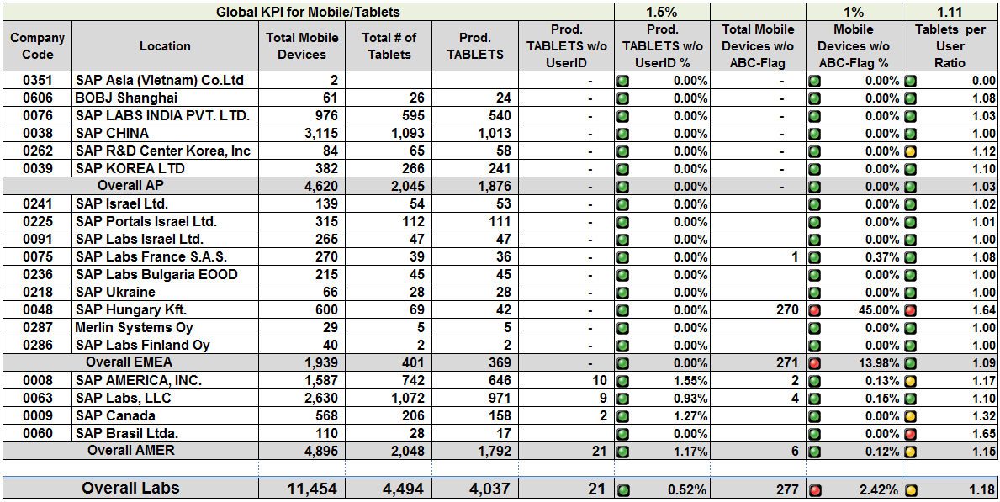 Global KPI for Mobile/Tablets 1.5% 1% 1.11
Company Code Location Total Mobile Devices Total # of Tablets Prod. TABLETS Prod. TABLETS w/o UserID Prod. TABLETS w/o UserID % Total Mobile Devices w/o ABC-Flag Mobile Devices w/o ABC-Flag % Tablets per User Ratio
0351 SAP Asia (Vietnam) Co.Ltd 2 - 0.00% - 0.00% 0.00
0606 BOBJ Shanghai 61 26 24 - 0.00% - 0.00% 1.08
0076 SAP LABS INDIA PVT. LTD. 976 595 540 - 0.00% - 0.00% 1.03
0038 SAP CHINA 3,115 1,093 1,013 - 0.00% - 0.00% 1.00
0262 SAP R&D Center Korea, Inc 84 65 58 - 0.00% - 0.00% 1.12
0039 SAP KOREA LTD 382 266 241 - 0.00% - 0.00% 1.10
Overall AP 4,620 2,045 1,876 - 0.00% - 0.00% 1.03
0241 SAP Israel Ltd. 139 54 53 - 0.00% 0.00% 1.02
0225 SAP Portals Israel Ltd. 315 112 111 - 0.00% 0.00% 1.01
0091 SAP Labs Israel Ltd. 265 47 47 - 0.00% 0.00% 1.00
0075 SAP Labs France S.A.S. 270 39 36 - 0.00% 1 0.37% 1.08
0236 SAP Labs Bulgaria EOOD 215 45 45 - 0.00% 0.00% 1.00
0218 SAP Ukraine 66 28 28 - 0.00% 0.00% 1.00
0048 SAP Hungary Kft. 600 69 42 - 0.00% 270 45.00% 1.64
0287 Merlin Systems Oy 29 5 5 - 0.00% 0.00% 1.00
0286 SAP Labs Finland Oy 40 2 2 - 0.00% 0.00% 1.00
Overall EMEA 1,939 401 369 - 0.00% 271 13.98% 1.09
0008 SAP AMERICA, INC. 1,587 742 646 10 1.55% 2 0.13% 1.17
0063 SAP Labs, LLC 2,630 1,072 971 9 0.93% 4 0.15% 1.10
0009 SAP Canada 568 206 158 2 1.27% 0.00% 1.32
0060 SAP Brasil Ltda. 110 28 17 0.00% 0.00% 1.65
Overall AMER 4,895 2,048 1,792 21 1.17% 6 0.12% 1.15
Overall Labs 11,454 4,494 4,037 21 0.52% 277 2.42% 1.18